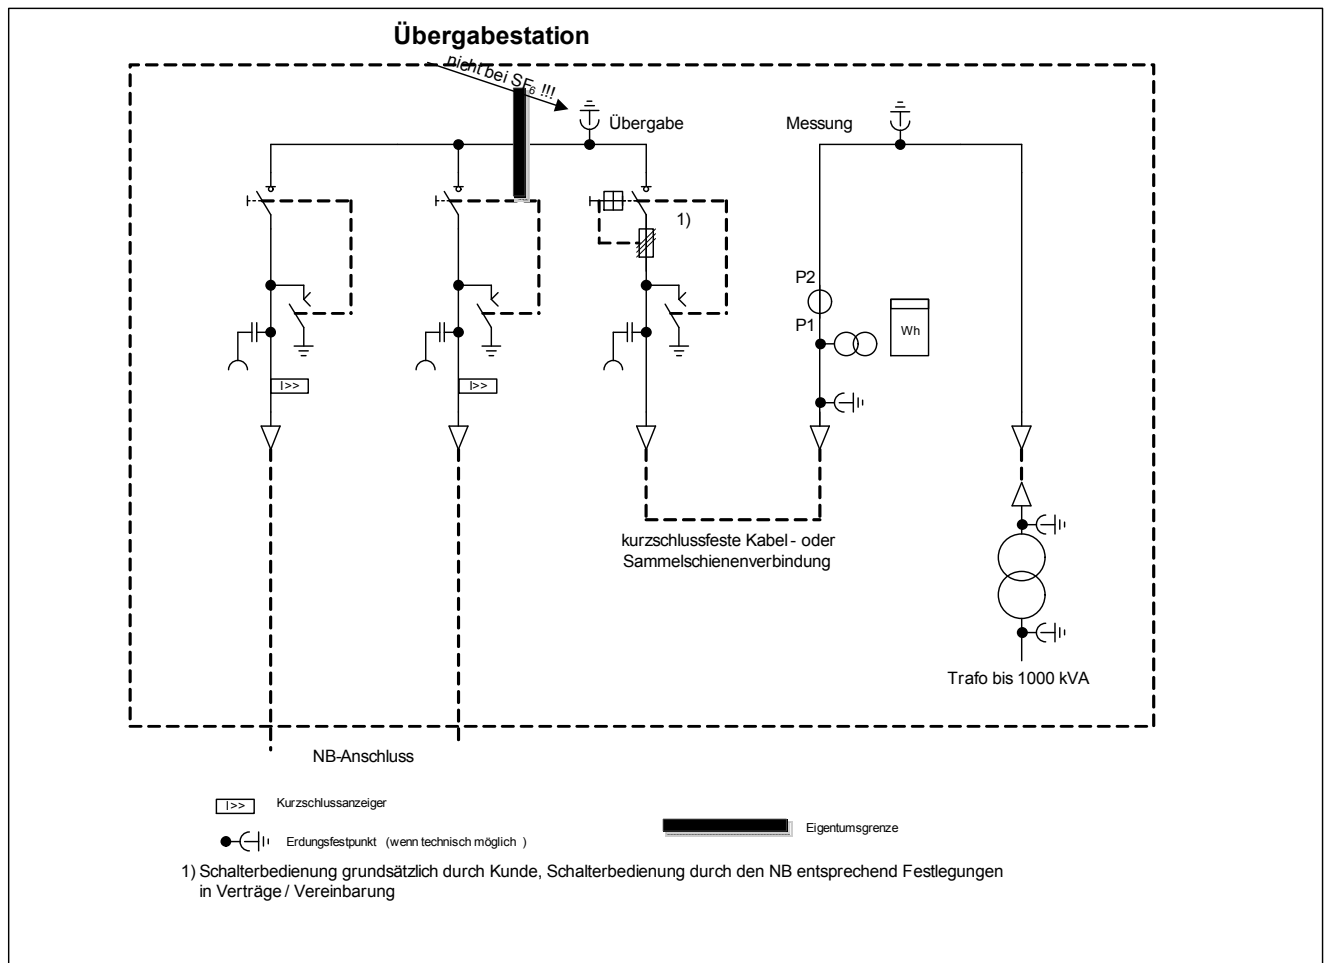 Übergabestation
nicht bei SF6 !!!
Übergabe
Messung
1)
P2
P1
Wh
I>>
I>>
kurzschlussfeste Kabel- oder
Sammelschienenverbindung
Trafo bis 1000 kVA
NB-Anschluss
I>> Kurzschlussanzeiger
Eigentumsgrenze
Erdungsfestpunkt (wenn technisch möglich )
1) Schalterbedienung grundsätzlich durch Kunde, Schalterbedienung durch den NB entsprechend Festlegungen
in Verträge / Vereinbarung